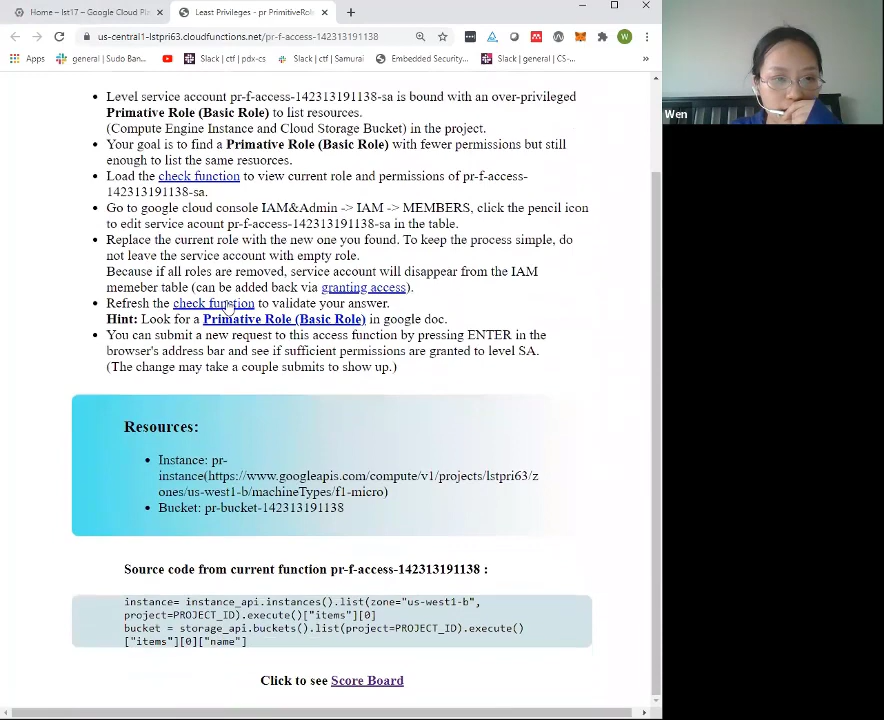 Home – lst17 – Google Cloud Pla
Least Privileges - pr PrimitiveRole
us-central1-lstpri63.cloudfunctions.net/pr-f-access-142313191138
W
Apps
general | Sudo Ban...
Slack | ctf | pdx-cs
Slack | ctf | Samurai
Embedded Security...
Slack | general | CS-...
»
Wen
• Level service account pr-f-access-142313191138-sa is bound with an over-privileged
Primative Role (Basic Role) to list resources.
(Compute Engine Instance and Cloud Storage Bucket) in the project.
• Your goal is to find a Primative Role (Basic Role) with fewer permissions but still
enough to list the same resuorces.
• Load the check function to view current role and permissions of pr-f-access-
142313191138-sa.
• Go to google cloud console IAM&Admin -> IAM -> MEMBERS, click the pencil icon
to edit service acount pr-f-access-142313191138-sa in the table.
• Replace the current role with the new one you found. To keep the process simple, do
not leave the service account with empty role.
Because if all roles are removed, service account will disappear from the IAM
memeber table (can be added back via granting access).
• Refresh the check function to validate your answer.
Hint: Look for a Primative Role (Basic Role) in google doc.
• You can submit a new request to this access function by pressing ENTER in the
browser's address bar and see if sufficient permissions are granted to level SA.
(The change may take a couple submits to show up.)
Resources:
• Instance: pr-
instance(https://www.googleapis.com/compute/v1/projects/lstpri63/z
ones/us-west1-b/machineTypes/f1-micro)
• Bucket: pr-bucket-142313191138
Source code from current function pr-f-access-142313191138 :
instance= instance_api.instances().list(zone="us-west1-b",
project=PROJECT_ID).execute()["items"][0]
bucket = storage_api.buckets().list(project=PROJECT_ID).execute()
["items"][0]["name"]
Click to see Score Board